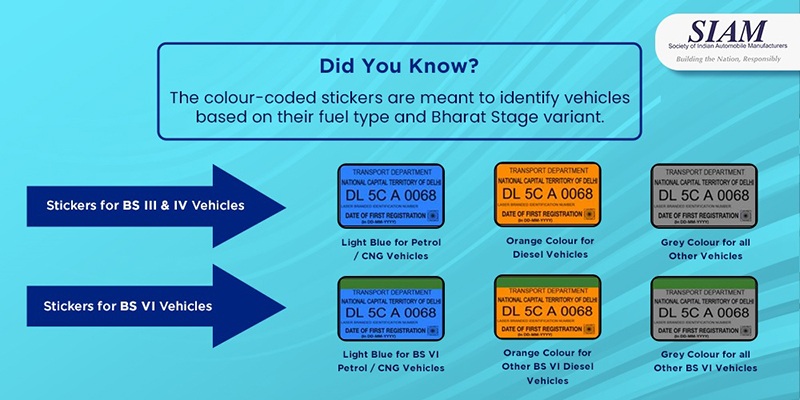 SIAM
Society of Indian Automobile Manufacturers
Building the Nation, Responsibly
Did You Know?
The colour-coded stickers are meant to identify vehicles
based on their fuel type and Bharat Stage variant.
Stickers for BS III & IV Vehicles
TRANSPORT DEPARTMENT
NATIONAL CAPITAL TERRITORY OF DELHI
DL 5C A 0068
LASER BRANDED IDENTIFICATION NUMBER
DATE OF FIRST REGISTRATION
(In DD-MM-YYYY)
Light Blue for Petrol
/ CNG Vehicles
TRANSPORT DEPARTMENT
NATIONAL CAPITAL TERRITORY OF DELHI
DL 5C A 0068
LASER BRANDED IDENTIFICATION NUMBER
DATE OF FIRST REGISTRATION
(In DD-MM-YYYY)
Orange Colour for
Diesel Vehicles
TRANSPORT DEPARTMENT
NATIONAL CAPITAL TERRITORY OF DELHI
DL 5C A 0068
LASER BRANDED IDENTIFICATION NUMBER
DATE OF FIRST REGISTRATION
(In DD-MM-YYYY)
Grey Colour for all
Other Vehicles
Stickers for BS VI Vehicles
TRANSPORT DEPARTMENT
NATIONAL CAPITAL TERRITORY OF DELHI
DL 5C A 0068
LASER BRANDED IDENTIFICATION NUMBER
DATE OF FIRST REGISTRATION
(In DD-MM-YYYY)
Light Blue for BS VI
Petrol / CNG Vehicles
TRANSPORT DEPARTMENT
NATIONAL CAPITAL TERRITORY OF DELHI
DL 5C A 0068
LASER BRANDED IDENTIFICATION NUMBER
DATE OF FIRST REGISTRATION
(In DD-MM-YYYY)
Orange Colour for
Other BS VI Diesel
Vehicles
TRANSPORT DEPARTMENT
NATIONAL CAPITAL TERRITORY OF DELHI
DL 5C A 0068
LASER BRANDED IDENTIFICATION NUMBER
DATE OF FIRST REGISTRATION
(In DD-MM-YYYY)
Grey Colour for all
Other BS VI Vehicles